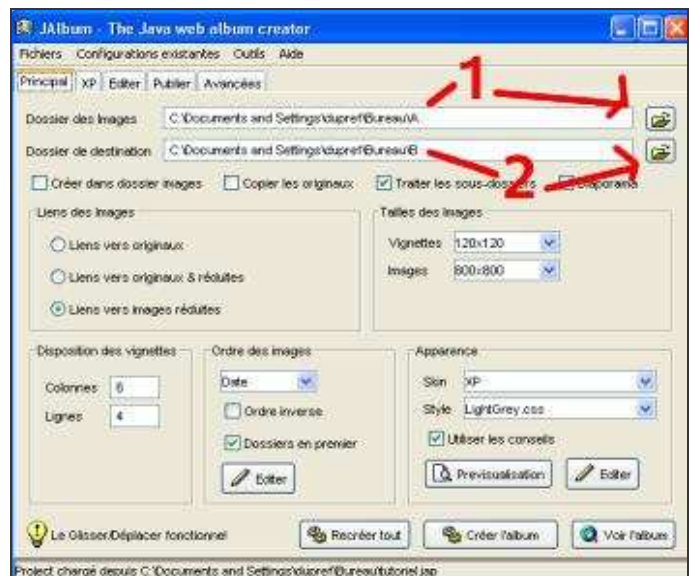 JAlbum - The Java web album creator
Fichiers Configurations existantes Outils Aide
Principal XP Editer Publier Avancées
1
Dossier des Images C:\Documents and Settings\dupref\Bureau\A
Dossier de destination C:\Documents and Settings\dupref\Bureau\B
2
Créer dans dossier images Copier les originaux Traiter les sous-dossiers Diaporama
Liens des Images
Liens vers originaux
Liens vers originaux & réduites
Liens vers images réduites
Tailles des Images
Vignettes 120x120
Images 800x800
Disposition des vignettes
Colonnes 6
Lignes 4
Ordre des images
Date
Ordre inverse
Dossiers en premier
Editer
Apparence
Skin XP
Style LightGrey.css
Utiliser les conseils
Previsualisation Editer
Le Glisser/Déplacer fonctionne!
Recréer tout Créer l'album Voir l'album
Project chargé depuis C:\Documents and Settings\dupref\Bureau\tutoriel.jap